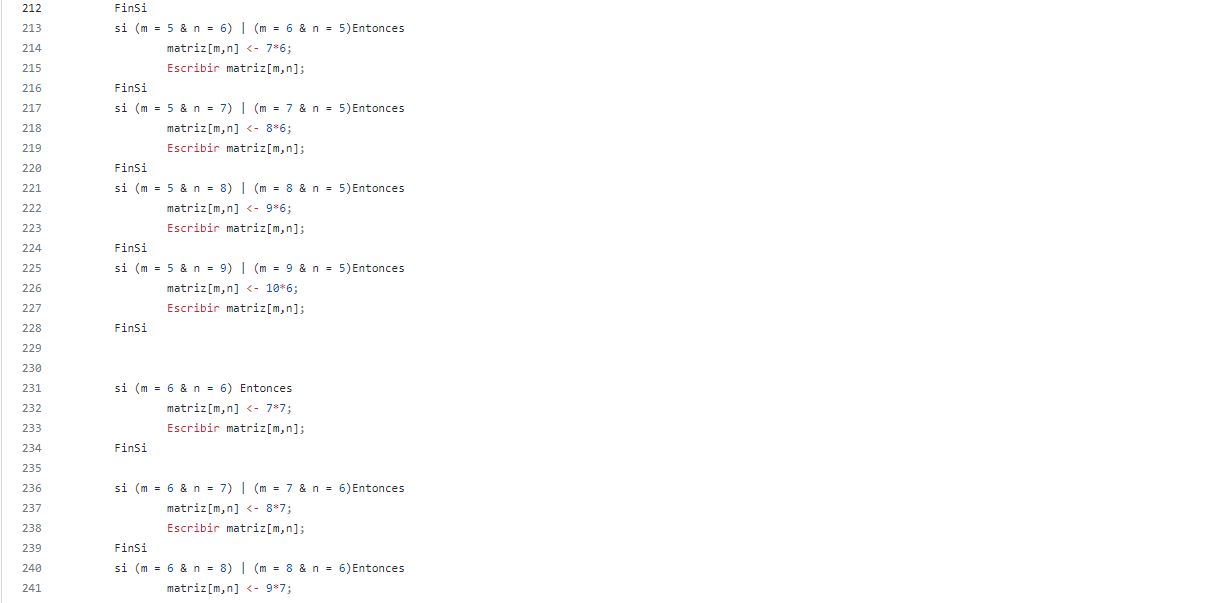 212 FinSi
213 si (m = 5 & n = 6) | (m = 6 & n = 5)Entonces
214 matriz[m,n] <- 7*6;
215 Escribir matriz[m,n];
216 FinSi
217 si (m = 5 & n = 7) | (m = 7 & n = 5)Entonces
218 matriz[m,n] <- 8*6;
219 Escribir matriz[m,n];
220 FinSi
221 si (m = 5 & n = 8) | (m = 8 & n = 5)Entonces
222 matriz[m,n] <- 9*6;
223 Escribir matriz[m,n];
224 FinSi
225 si (m = 5 & n = 9) | (m = 9 & n = 5)Entonces
226 matriz[m,n] <- 10*6;
227 Escribir matriz[m,n];
228 FinSi
229
230
231 si (m = 6 & n = 6) Entonces
232 matriz[m,n] <- 7*7;
233 Escribir matriz[m,n];
234 FinSi
235
236 si (m = 6 & n = 7) | (m = 7 & n = 6)Entonces
237 matriz[m,n] <- 8*7;
238 Escribir matriz[m,n];
239 FinSi
240 si (m = 6 & n = 8) | (m = 8 & n = 6)Entonces
241 matriz[m,n] <- 9*7;